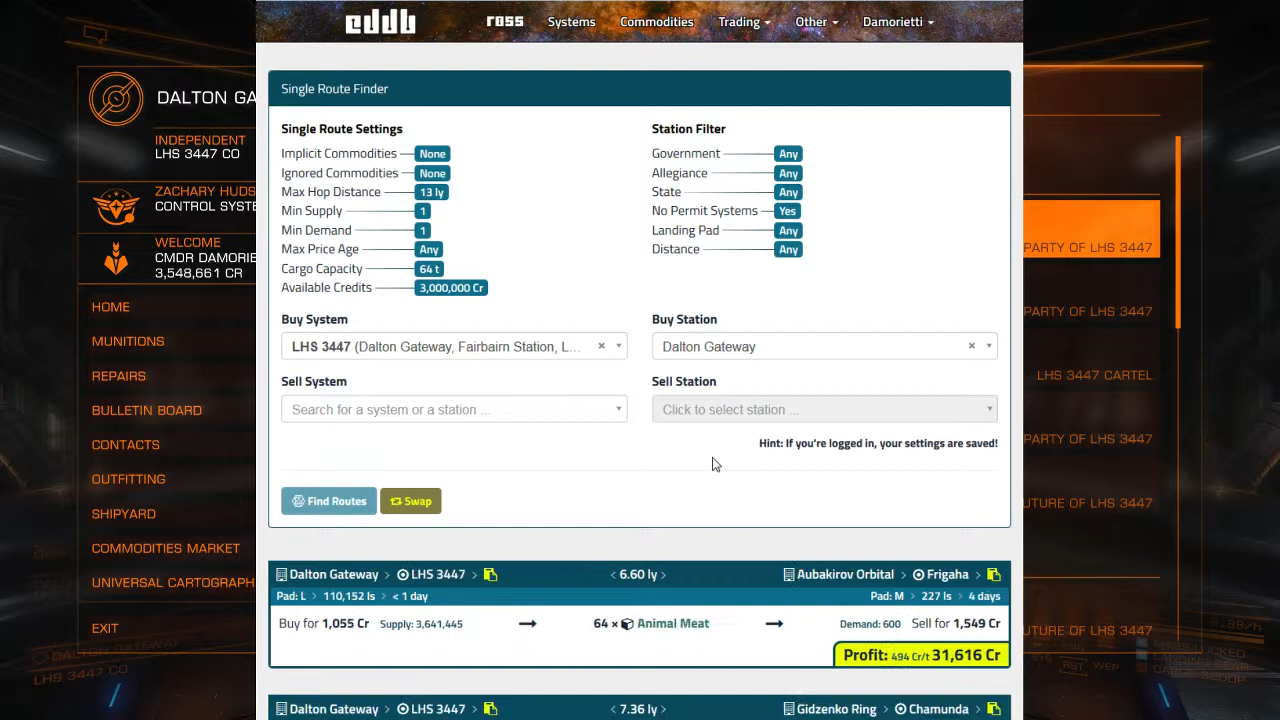 eddb
ross
Systems
Commodities
Trading
Other
Damorietti
DALTON GA
INDEPENDENT
LHS 3447 CO
ZACHARY HUDS
CONTROL SYSTE
WELCOME
CMDR DAMORIE
3,548,661 CR
HOME
MUNITIONS
REPAIRS
BULLETIN BOARD
CONTACTS
OUTFITTING
SHIPYARD
COMMODITIES MARKET
UNIVERSAL CARTOGRAPH
EXIT
DALTON GATEWAY
LHS 3447
Single Route Finder
Single Route Settings
Implicit Commodities None
Ignored Commodities None
Max Hop Distance 13 ly
Min Supply 1
Min Demand 1
Max Price Age Any
Cargo Capacity 64 t
Available Credits 3,000,000 Cr
Station Filter
Government Any
Allegiance Any
State Any
No Permit Systems Yes
Landing Pad Any
Distance Any
Buy System
LHS 3447 (Dalton Gateway, Fairbairn Station, L...
Buy Station
Dalton Gateway
Sell System
Search for a system or a station ...
Sell Station
Click to select station ...
Hint: If you're logged in, your settings are saved!
Find Routes
Swap
Dalton Gateway > LHS 3447 > < 6.60 ly > Aubakirov Orbital > Frigaha >
Pad: L > 110,152 ls > < 1 day Pad: M > 227 ls > 4 days
Buy for 1,055 Cr Supply: 3,641,445 → 64 × Animal Meat → Demand: 600 Sell for 1,549 Cr
Profit: 494 Cr/t 31,616 Cr
Dalton Gateway > LHS 3447 > < 7.36 ly > Gidzenko Ring > Chamunda >
PARTY OF LHS 3447
PARTY OF LHS 3447
LHS 3447 CARTEL
PARTY OF LHS 3447
UTURE OF LHS 3447
PARTY OF LHS 3447
UTURE OF LHS 3447